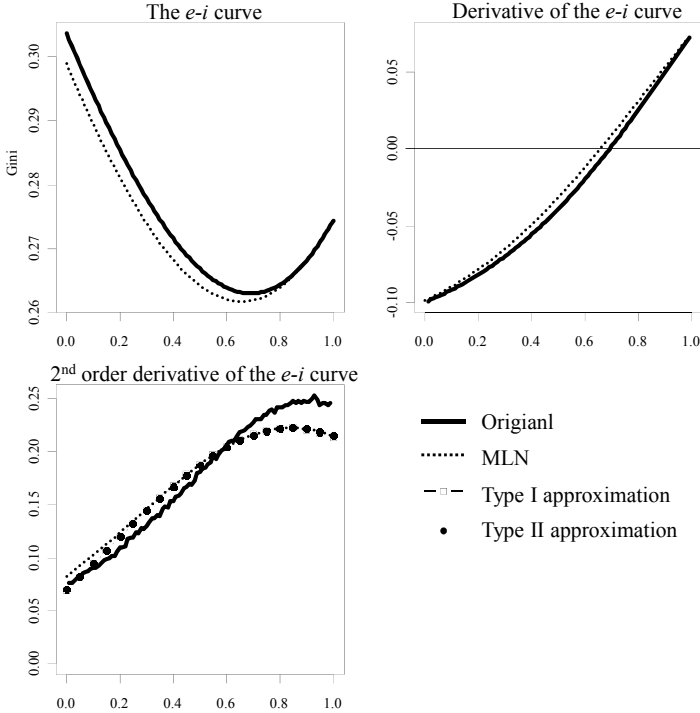 The e-i curve
Derivative of the e-i curve
Gini
0.30
0.29
0.28
0.27
0.26
0.0 0.2 0.4 0.6 0.8 1.0
0.05
0.00
-0.05
-0.10
0.0 0.2 0.4 0.6 0.8 1.0
2nd order derivative of the e-i curve
0.25
0.20
0.15
0.10
0.05
0.00
0.0 0.2 0.4 0.6 0.8 1.0
Origianl
MLN
Type I approximation
Type II approximation